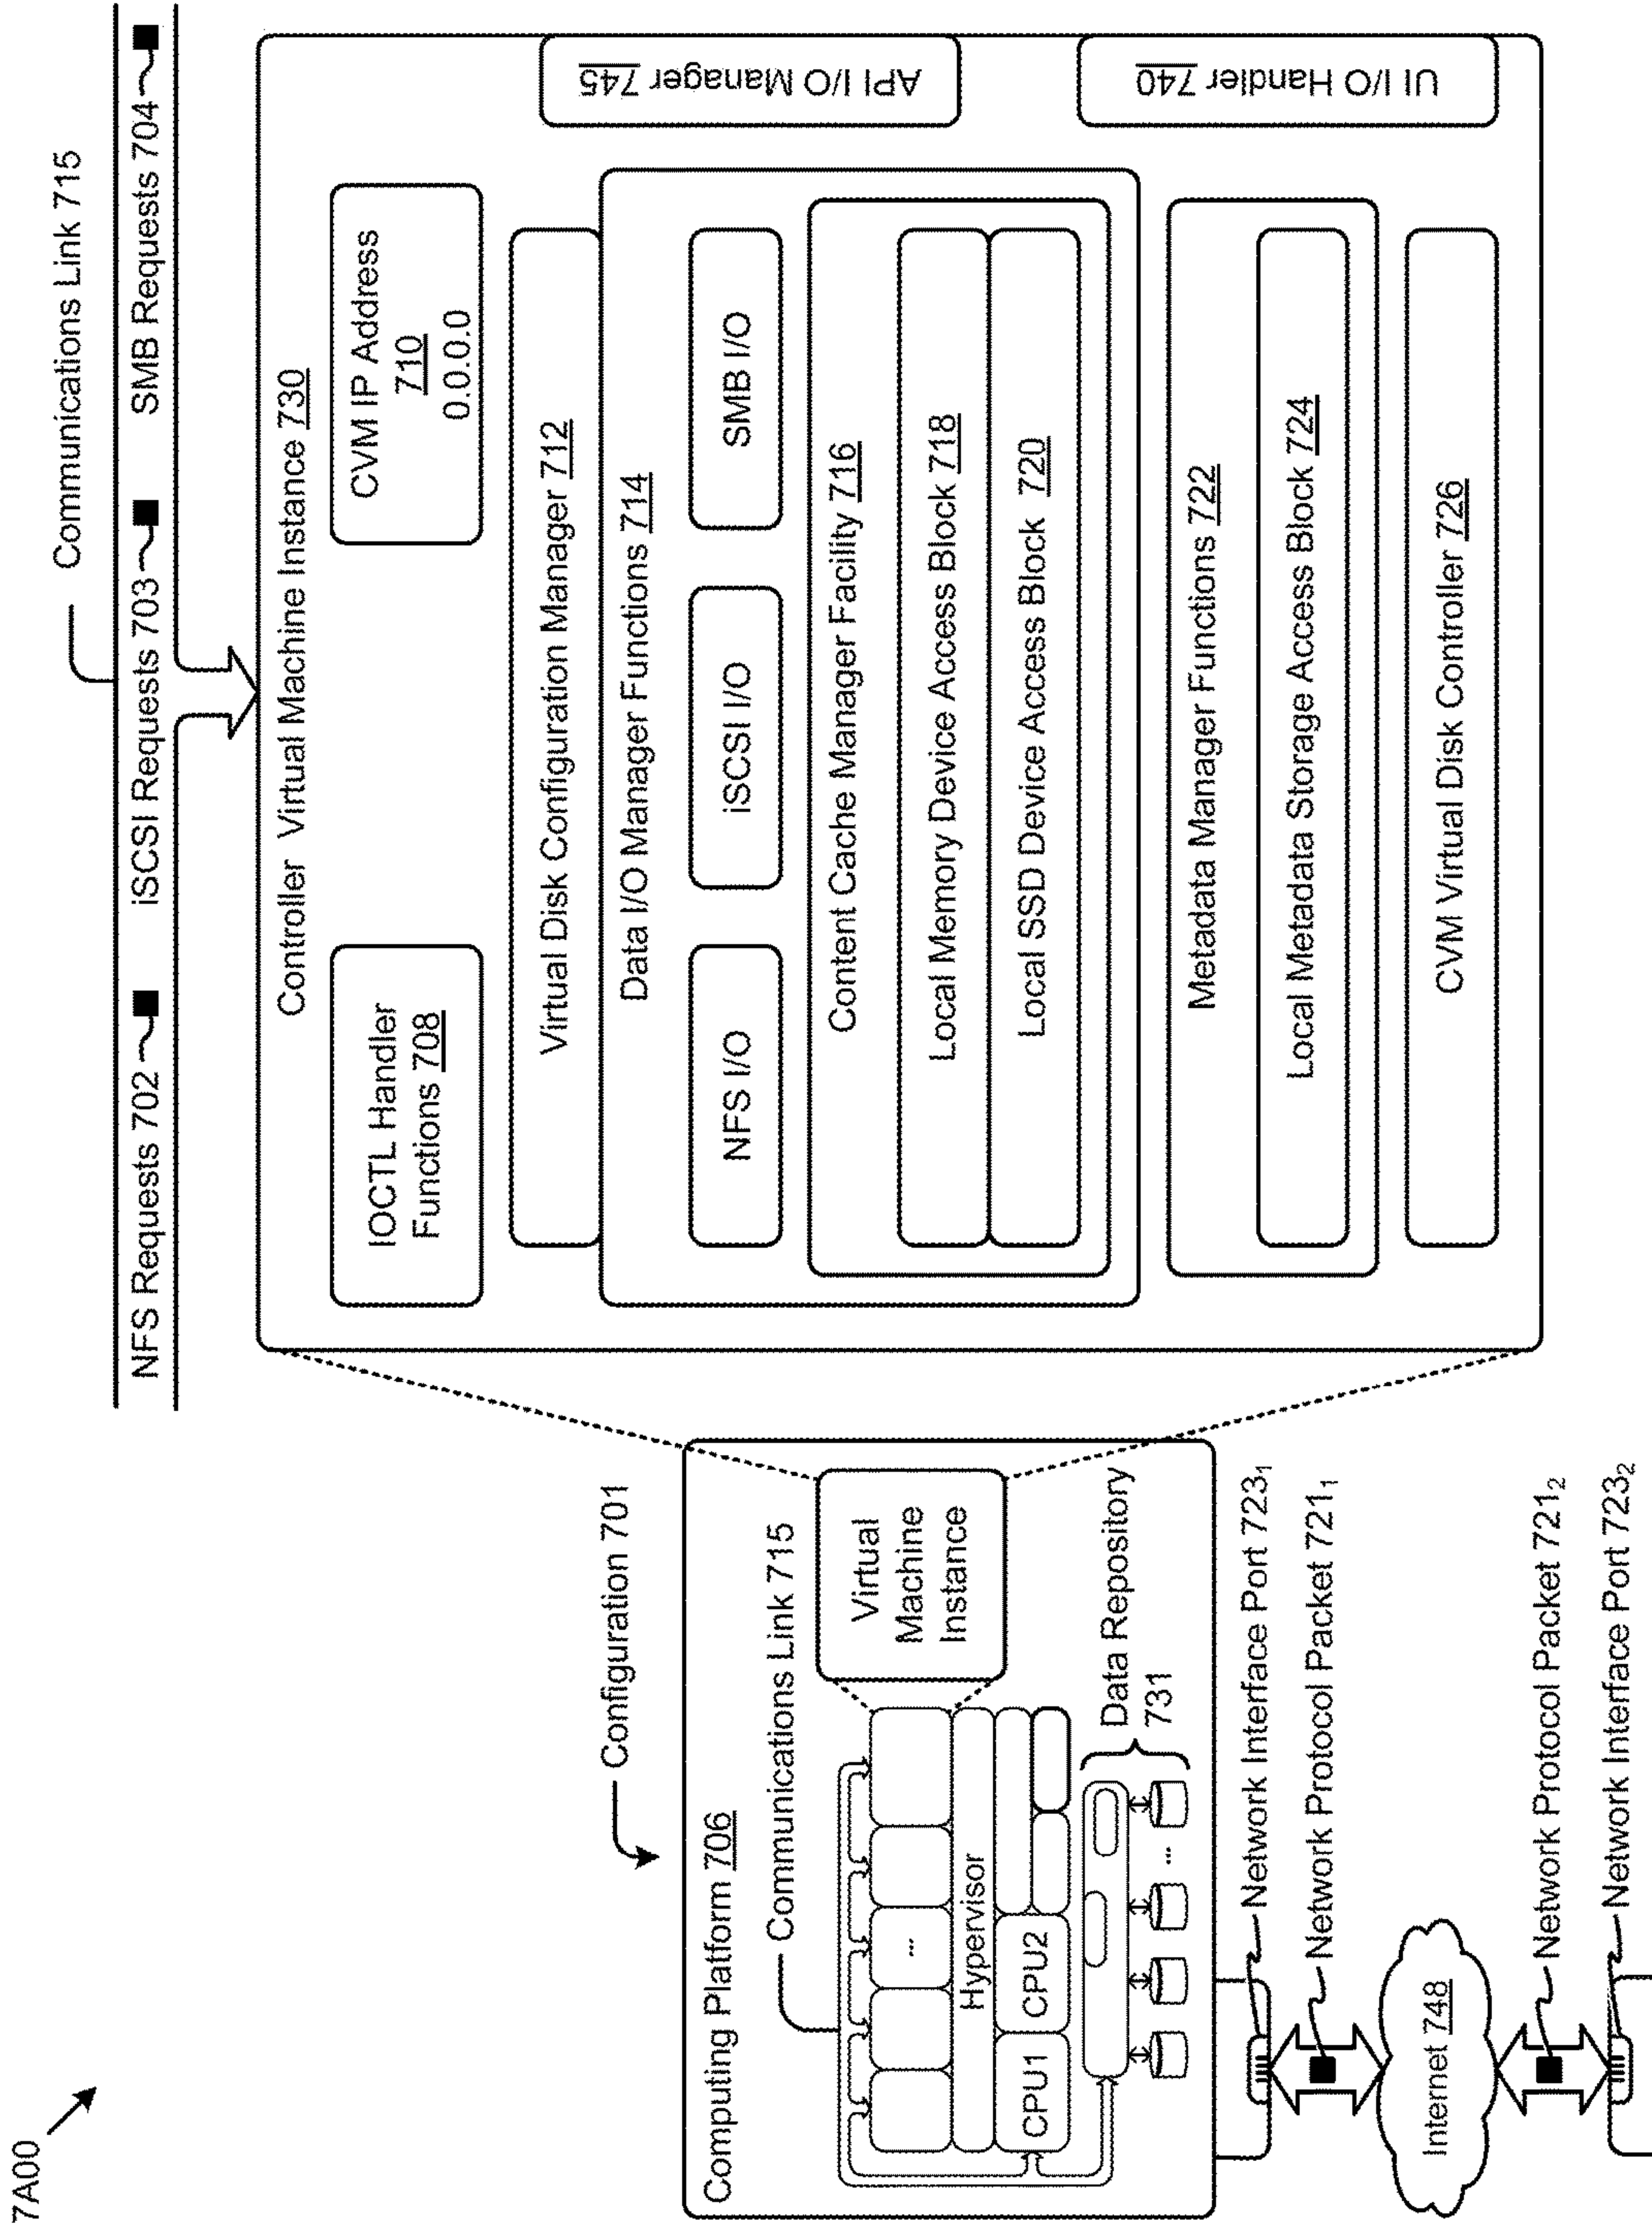 7A00
Communications Link 715
NFS Requests 702
iSCSI Requests 703
SMB Requests 704
Configuration 701
Computing Platform 706
Communications Link 715
Virtual
Machine
Instance
...
Hypervisor
CPU1
CPU2
Data Repository
731
...
Network Interface Port 723₁
Network Protocol Packet 721₁
Internet 748
Network Protocol Packet 721₂
Network Interface Port 723₂
Controller Virtual Machine Instance 730
IOCTL Handler
Functions 708
CVM IP Address
710
0.0.0.0
Virtual Disk Configuration Manager 712
Data I/O Manager Functions 714
NFS I/O
iSCSI I/O
SMB I/O
Content Cache Manager Facility 716
Local Memory Device Access Block 718
Local SSD Device Access Block 720
Metadata Manager Functions 722
Local Metadata Storage Access Block 724
CVM Virtual Disk Controller 726
API I/O Manager 745
UI I/O Handler 740